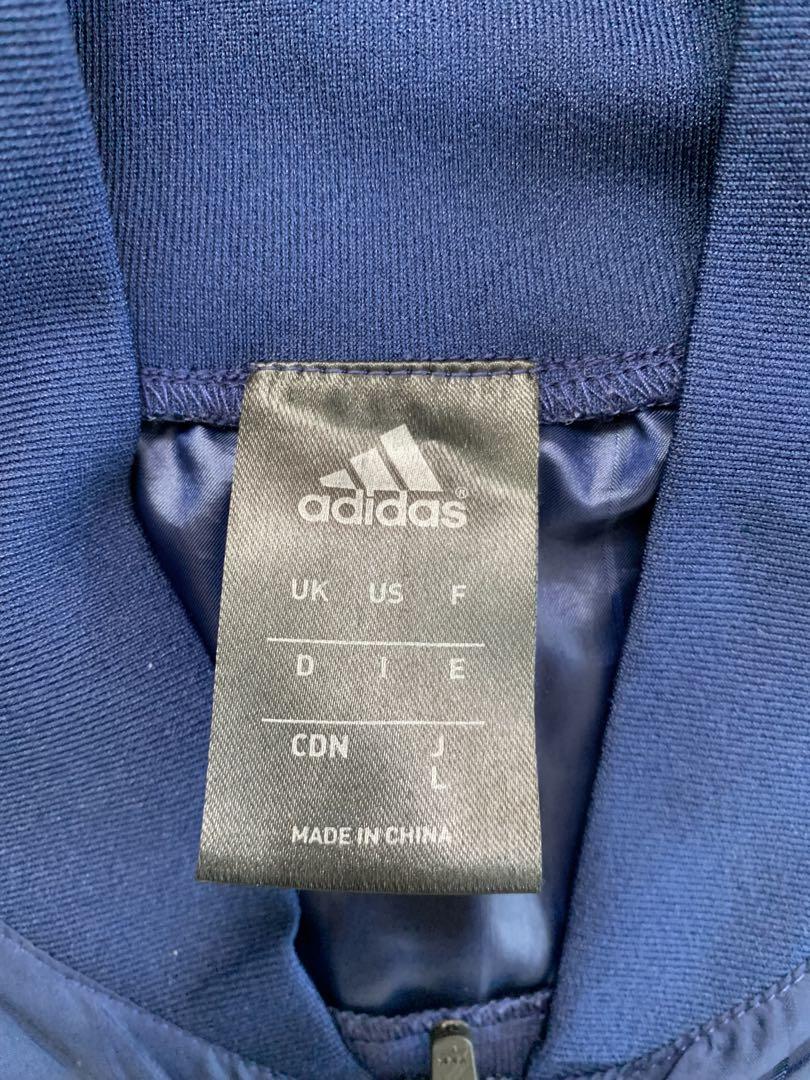 adidas®
UK US F
D I E
CDN J
L
MADE IN CHINA